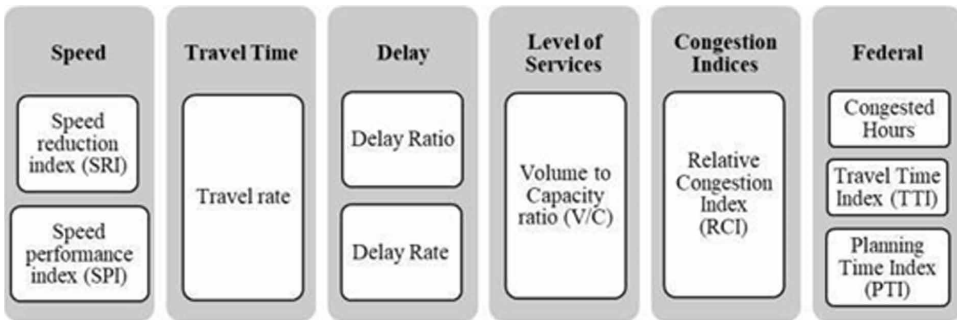 Speed
Speed
reduction
index (SRI)
Speed
performance
index (SPI)
Travel Time
Travel rate
Delay
Delay Ratio
Delay Rate
Level of
Services
Volume to
Capacity
ratio (V/C)
Congestion
Indices
Relative
Congestion
Index
(RCI)
Federal
Congested
Hours
Travel Time
Index (TTI)
Planning
Time Index
(PTI)